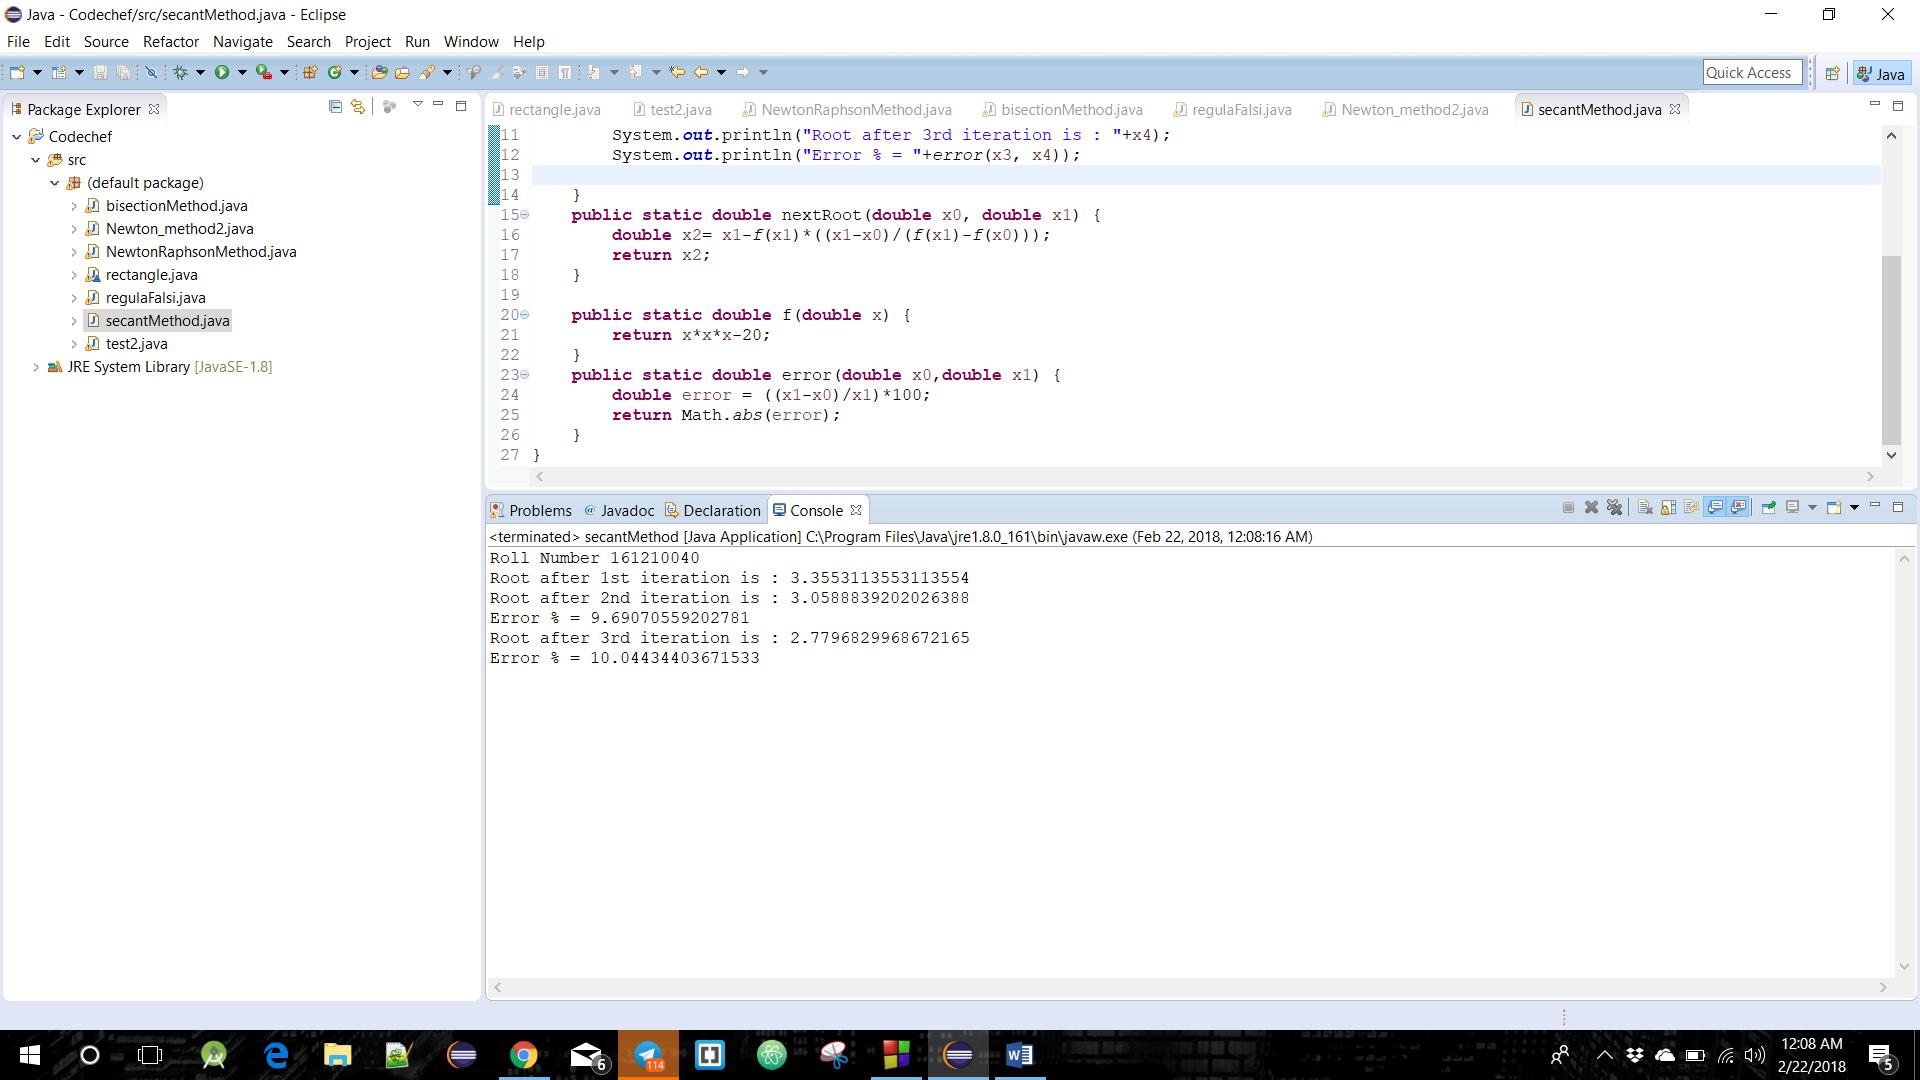 Java - Codechef/src/secantMethod.java - Eclipse
File Edit Source Refactor Navigate Search Project Run Window Help
Quick Access
Java
Package Explorer
Codechef
src
(default package)
bisectionMethod.java
Newton_method2.java
NewtonRaphsonMethod.java
rectangle.java
regulaFalsi.java
secantMethod.java
test2.java
JRE System Library [JavaSE-1.8]
rectangle.java test2.java NewtonRaphsonMethod.java bisectionMethod.java regulaFalsi.java Newton_method2.java secantMethod.java
11 System.out.println("Root after 3rd iteration is : "+x4);
12 System.out.println("Error % = "+error(x3, x4));
13
14 }
15 public static double nextRoot(double x0, double x1) {
16 double x2= x1-f(x1)*((x1-x0)/(f(x1)-f(x0)));
17 return x2;
18 }
19
20 public static double f(double x) {
21 return x*x*x-20;
22 }
23 public static double error(double x0,double x1) {
24 double error = ((x1-x0)/x1)*100;
25 return Math.abs(error);
26 }
27 }
Problems @ Javadoc Declaration Console
<terminated> secantMethod [Java Application] C:\Program Files\Java\jre1.8.0_161\bin\javaw.exe (Feb 22, 2018, 12:08:16 AM)
Roll Number 161210040
Root after 1st iteration is : 3.3553113553113554
Root after 2nd iteration is : 3.0588839202026388
Error % = 9.69070559202781
Root after 3rd iteration is : 2.7796829968672165
Error % = 10.04434403671533
6
114
12:08 AM
2/22/2018
5